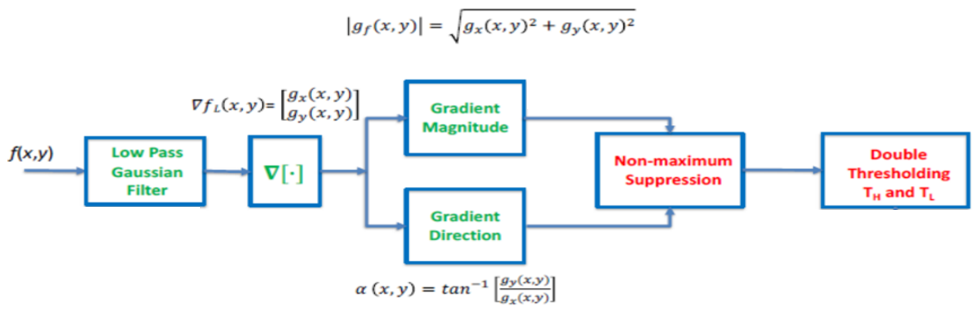 |g_f(x,y)| = √(g_x(x,y)² + g_y(x,y)²)
∇f_L(x,y)= [g_x(x,y)
g_y(x,y)]
f(x,y)
Low Pass
Gaussian
Filter
∇[·]
Gradient
Magnitude
Gradient
Direction
Non-maximum
Suppression
Double
Thresholding
T_H and T_L
α (x,y) = tan⁻¹ [g_y(x,y)/g_x(x,y)]